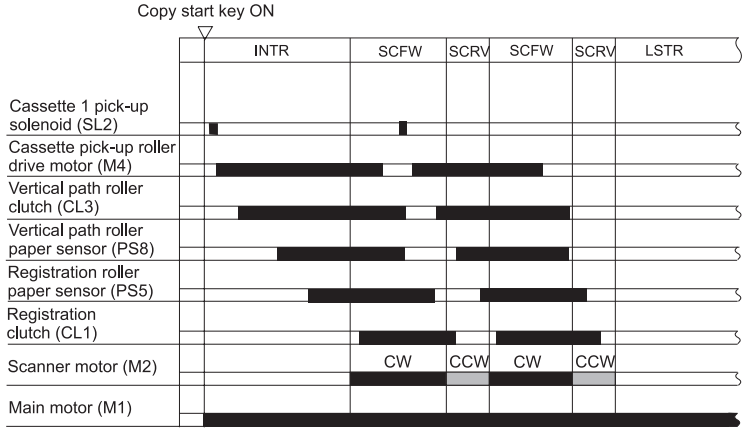 Copy start key ON
INTR SCFW SCRV SCFW SCRV LSTR
Cassette 1 pick-up
solenoid (SL2)
Cassette pick-up roller
drive motor (M4)
Vertical path roller
clutch (CL3)
Vertical path roller
paper sensor (PS8)
Registration roller
paper sensor (PS5)
Registration
clutch (CL1)
Scanner motor (M2) CW CCW CW CCW
Main motor (M1)